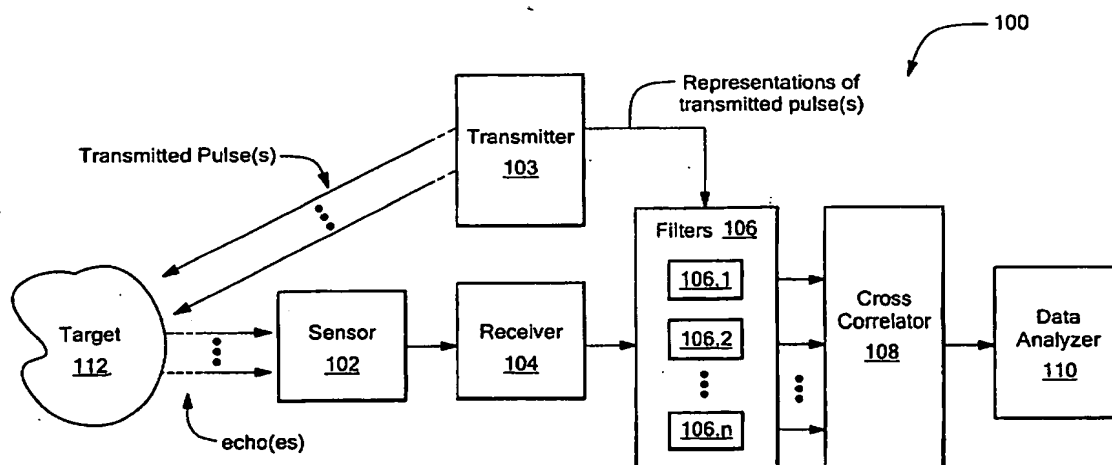 100
Representations of
transmitted pulse(s)
Transmitter
103
Transmitted Pulse(s)
Filters 106
106,1
106,2
106,n
Cross
Correlator
108
Data
Analyzer
110
Target
112
Sensor
102
Receiver
104
echo(es)